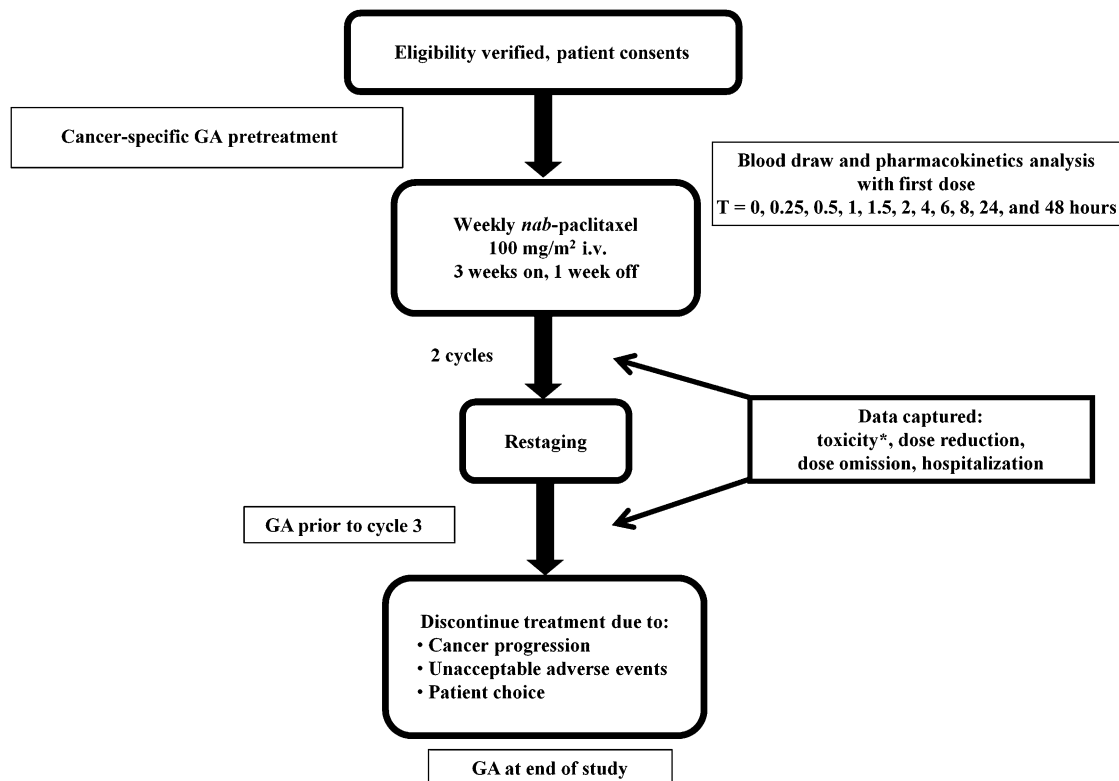 Eligibility verified, patient consents
Cancer-specific GA pretreatment
Blood draw and pharmacokinetics analysis
with first dose
T = 0, 0.25, 0.5, 1, 1.5, 2, 4, 6, 8, 24, and 48 hours
Weekly nab-paclitaxel
100 mg/m² i.v.
3 weeks on, 1 week off
2 cycles
Restaging
Data captured:
toxicity*, dose reduction,
dose omission, hospitalization
GA prior to cycle 3
Discontinue treatment due to:
• Cancer progression
• Unacceptable adverse events
• Patient choice
GA at end of study